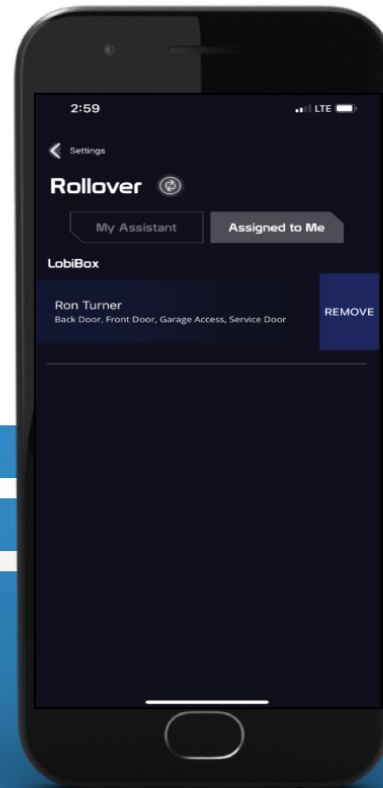 2:59
LTE
Settings
Rollover
My Assistant
Assigned to Me
LobiBox
Ron Turner
Back Door, Front Door, Garage Access, Service Door
REMOVE